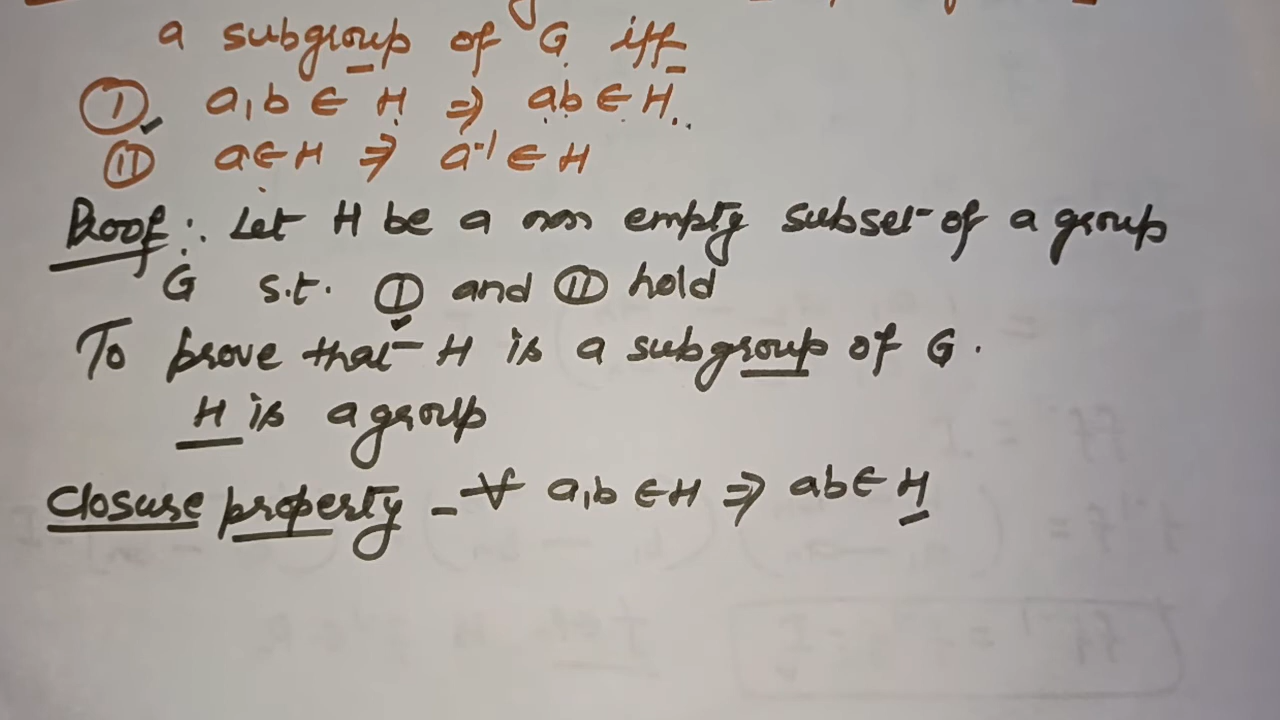 a subgroup of G iff
(I) a,b ∈ H ⇒ ab ∈ H.
(II) a ∈ H ⇒ a⁻¹ ∈ H
Proof: Let H be a non empty subset of a group
G s.t. (I) and (II) hold
To prove that H is a subgroup of G.
H is a group
Closure property - ∀ a,b ∈ H ⇒ ab ∈ H